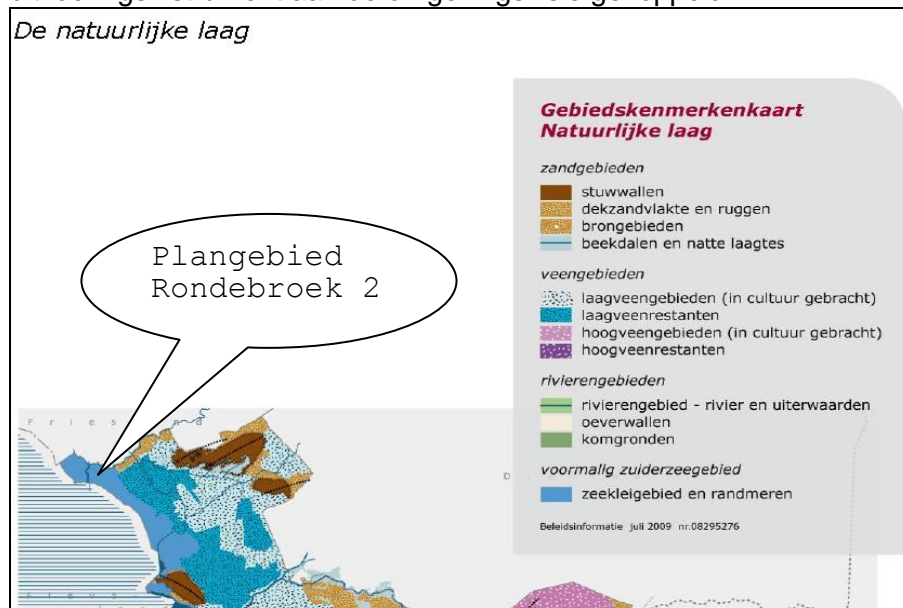 De natuurlijke laag
Gebiedskenmerkenkaart
Natuurlijke laag
zandgebieden
stuwwallen
dekzandvlakte en ruggen
brongebieden
beekdalen en natte laagtes
Plangebied
Rondebroek 2
veengebieden
laagveengebieden (in cultuur gebracht)
laagveenrestanten
hoogveengebieden (in cultuur gebracht)
hoogveenrestanten
rivierengebieden
rivierengebied - rivier en uiterwaarden
oeverwallen
komgronden
voormalig zuiderzeegebied
zeekleigebied en randmeren
Beleidsinformatie juli 2009 nr.08295276